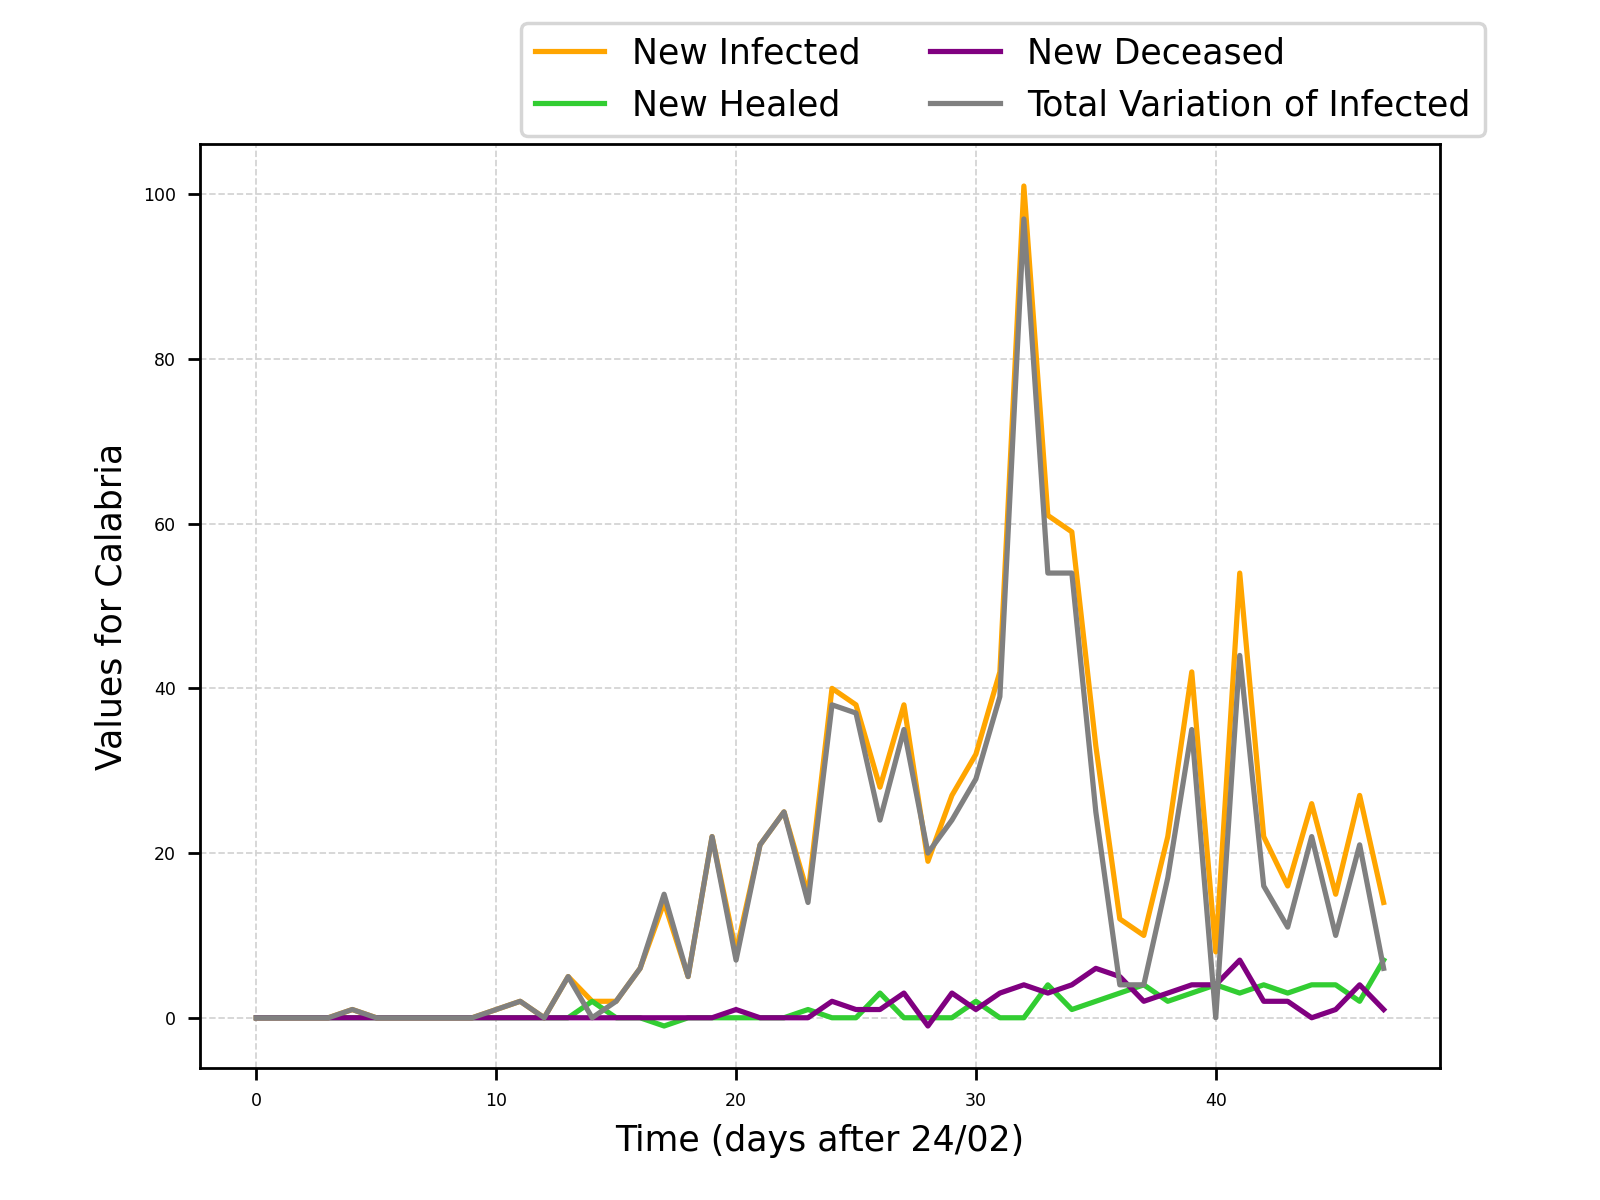 New Infected
New Healed
New Deceased
Total Variation of Infected
100
80
60
40
20
0
Values for Calabria
0 10 20 30 40
Time (days after 24/02)